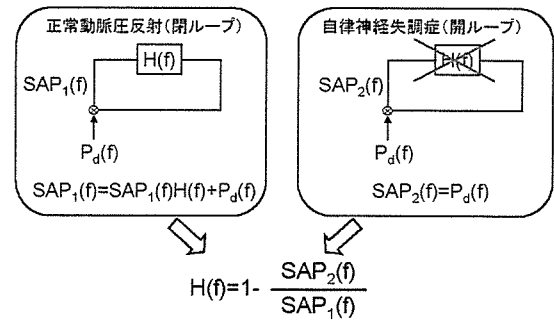 正常動脈圧反射(閉ループ)
H(f)
SAP₁(f)
Pd(f)
SAP₁(f)=SAP₁(f)H(f)+Pd(f)
自律神経失調症(開ループ)
H(f)
SAP₂(f)
Pd(f)
SAP₂(f)=Pd(f)
H(f)=1- SAP₂(f)
SAP₁(f)